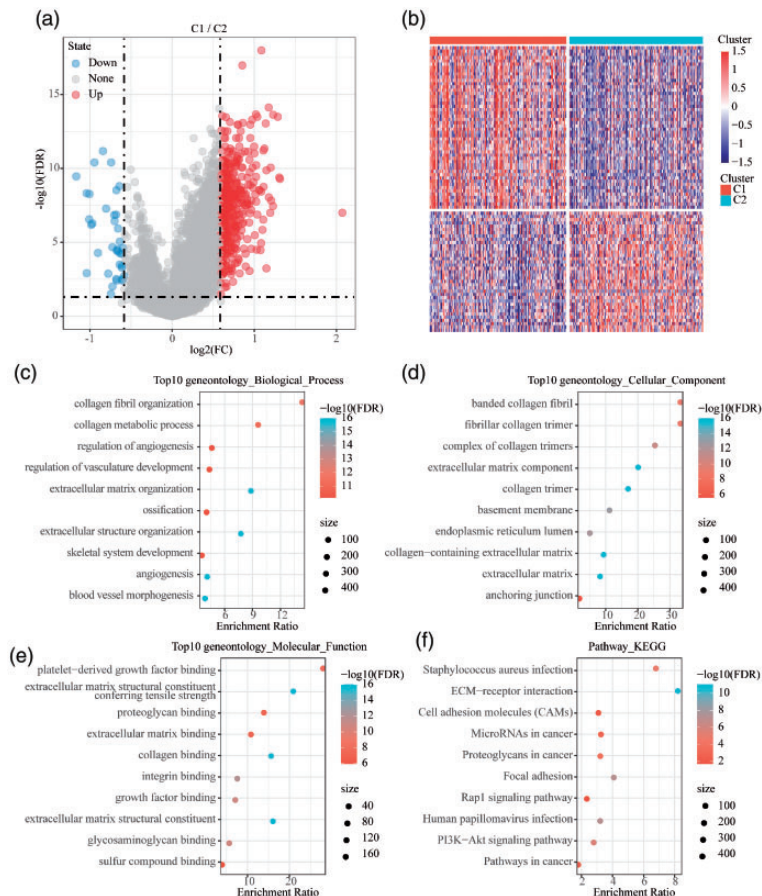 (a)
C1 / C2
State
Down
None
Up
15
10
5
0
-log10(FDR)
-1
0
1
2
log2(FC)
(b)
Cluster
1.5
1
0.5
0
−0.5
−1
−1.5
Cluster
C1
C2
(c)
Top10 geneontology_Biological_Process
collagen fibril organization
collagen metabolic process
regulation of angiogenesis
regulation of vasculature development
extracellular matrix organization
ossification
extracellular structure organization
skeletal system development
angiogenesis
blood vessel morphogenesis
6
9
12
Enrichment Ratio
−log10(FDR)
16
15
14
13
12
11
size
100
200
300
400
(d)
Top10 geneontology_Cellular_Component
banded collagen fibril
fibrillar collagen trimer
complex of collagen trimers
extracellular matrix component
collagen trimer
basement membrane
endoplasmic reticulum lumen
collagen−containing extracellular matrix
extracellular matrix
anchoring junction
10
20
30
Enrichment Ratio
−log10(FDR)
16
14
12
10
8
6
size
100
200
300
400
(e)
Top10 geneontology_Molecular_Function
platelet−derived growth factor binding
extracellular matrix structural constituent
conferring tensile strength
proteoglycan binding
extracellular matrix binding
collagen binding
integrin binding
growth factor binding
extracellular matrix structural constituent
glycosaminoglycan binding
sulfur compound binding
10
20
Enrichment Ratio
−log10(FDR)
16
14
12
10
8
6
size
40
80
120
160
(f)
Pathway_KEGG
Staphylococcus aureus infection
ECM−receptor interaction
Cell adhesion molecules (CAMs)
MicroRNAs in cancer
Proteoglycans in cancer
Focal adhesion
Rap1 signaling pathway
Human papillomavirus infection
PI3K−Akt signaling pathway
Pathways in cancer
2
4
6
8
Enrichment Ratio
−log10(FDR)
10
8
6
4
2
size
100
200
300
400